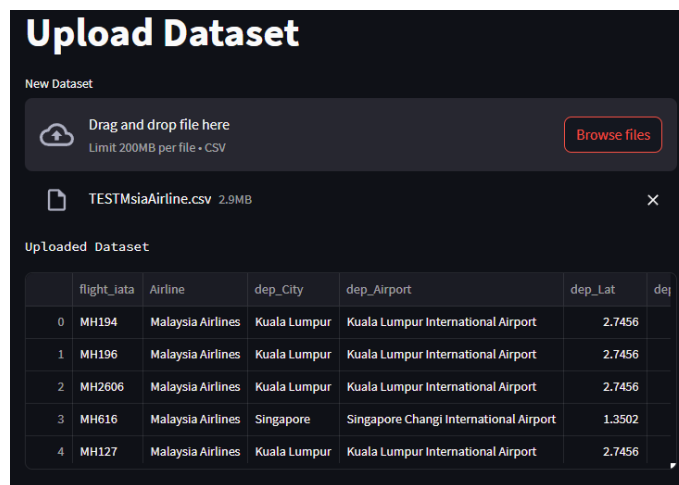 Upload Dataset
New Dataset
Drag and drop file here
Limit 200MB per file • CSV
Browse files
TESTMsiaAirline.csv 2.9MB
Uploaded Dataset
flight_iata Airline dep_City dep_Airport dep_Lat dep
0 MH194 Malaysia Airlines Kuala Lumpur Kuala Lumpur International Airport 2.7456
1 MH196 Malaysia Airlines Kuala Lumpur Kuala Lumpur International Airport 2.7456
2 MH2606 Malaysia Airlines Kuala Lumpur Kuala Lumpur International Airport 2.7456
3 MH616 Malaysia Airlines Singapore Singapore Changi International Airport 1.3502
4 MH127 Malaysia Airlines Kuala Lumpur Kuala Lumpur International Airport 2.7456